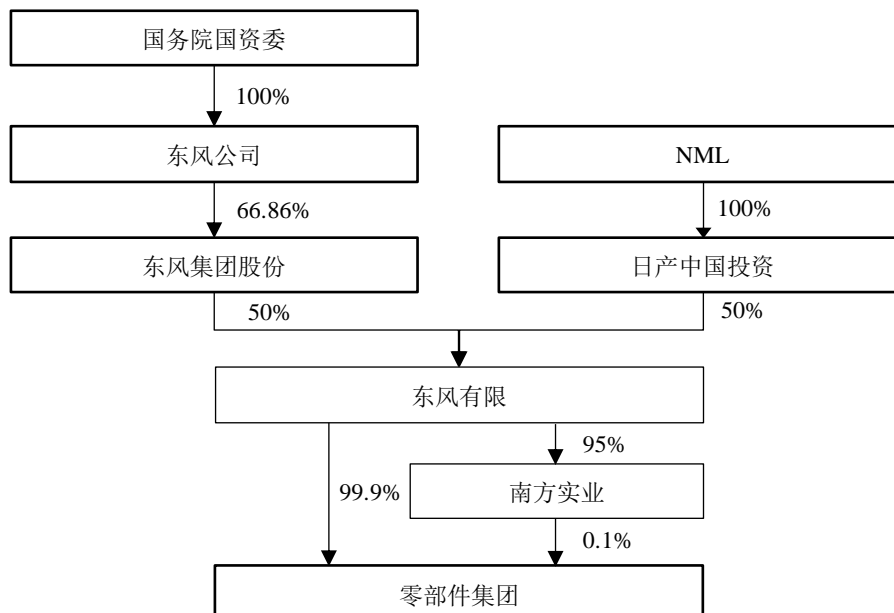 国务院国资委
100%
东风公司
NML
66.86%
100%
东风集团股份
日产中国投资
50%
50%
东风有限
95%
99.9%
南方实业
0.1%
零部件集团